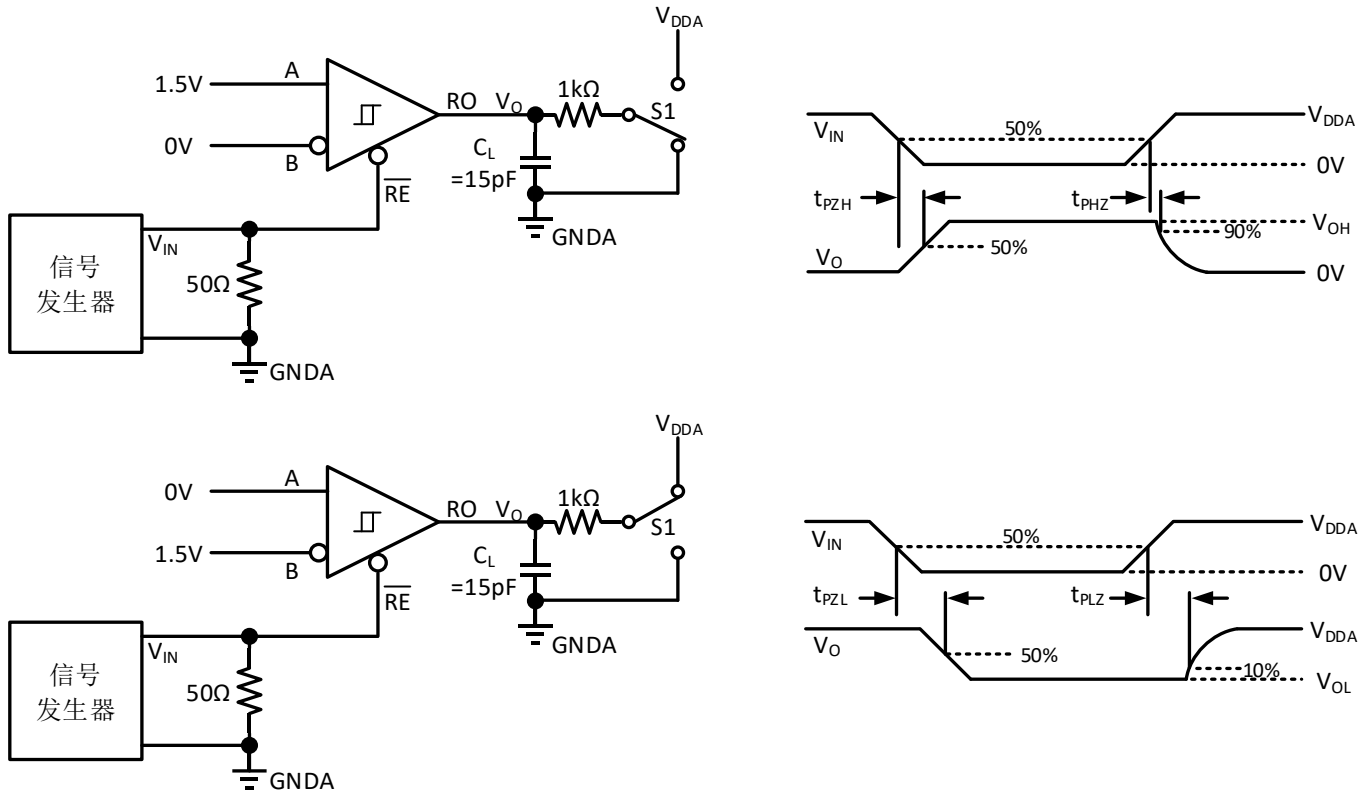 VDDA
1.5V
A
RO
VO
1kΩ
S1
0V
B
RE
CL
=15pF
GNDA
VIN
信号
发生器
50Ω
GNDA
VIN
50%
VDDA
0V
tPZH
tPHZ
VOH
90%
50%
VO
0V
VDDA
0V
A
RO
VO
1kΩ
S1
1.5V
B
RE
CL
=15pF
GNDA
VIN
信号
发生器
50Ω
GNDA
VIN
50%
VDDA
0V
tPZL
tPLZ
VO
50%
VDDA
10%
VOL